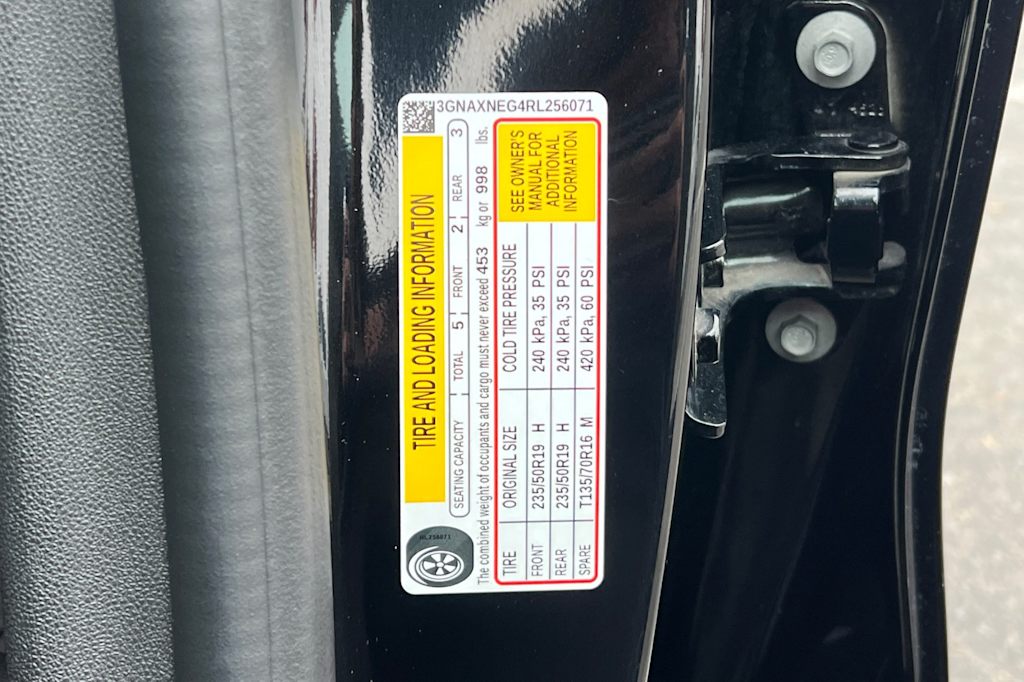 3GNAXNEG4RL256071
TIRE AND LOADING INFORMATION
RL256071
SEATING CAPACITY TOTAL 5 FRONT 2 REAR 3
The combined weight of occupants and cargo must never exceed 453 kg or 998 lbs.
TIRE ORIGINAL SIZE COLD TIRE PRESSURE
FRONT 235/50R19 H 240 kPa, 35 PSI
REAR 235/50R19 H 240 kPa, 35 PSI
SPARE T135/70R16 M 420 kPa, 60 PSI
SEE OWNER'S
MANUAL FOR
ADDITIONAL
INFORMATION